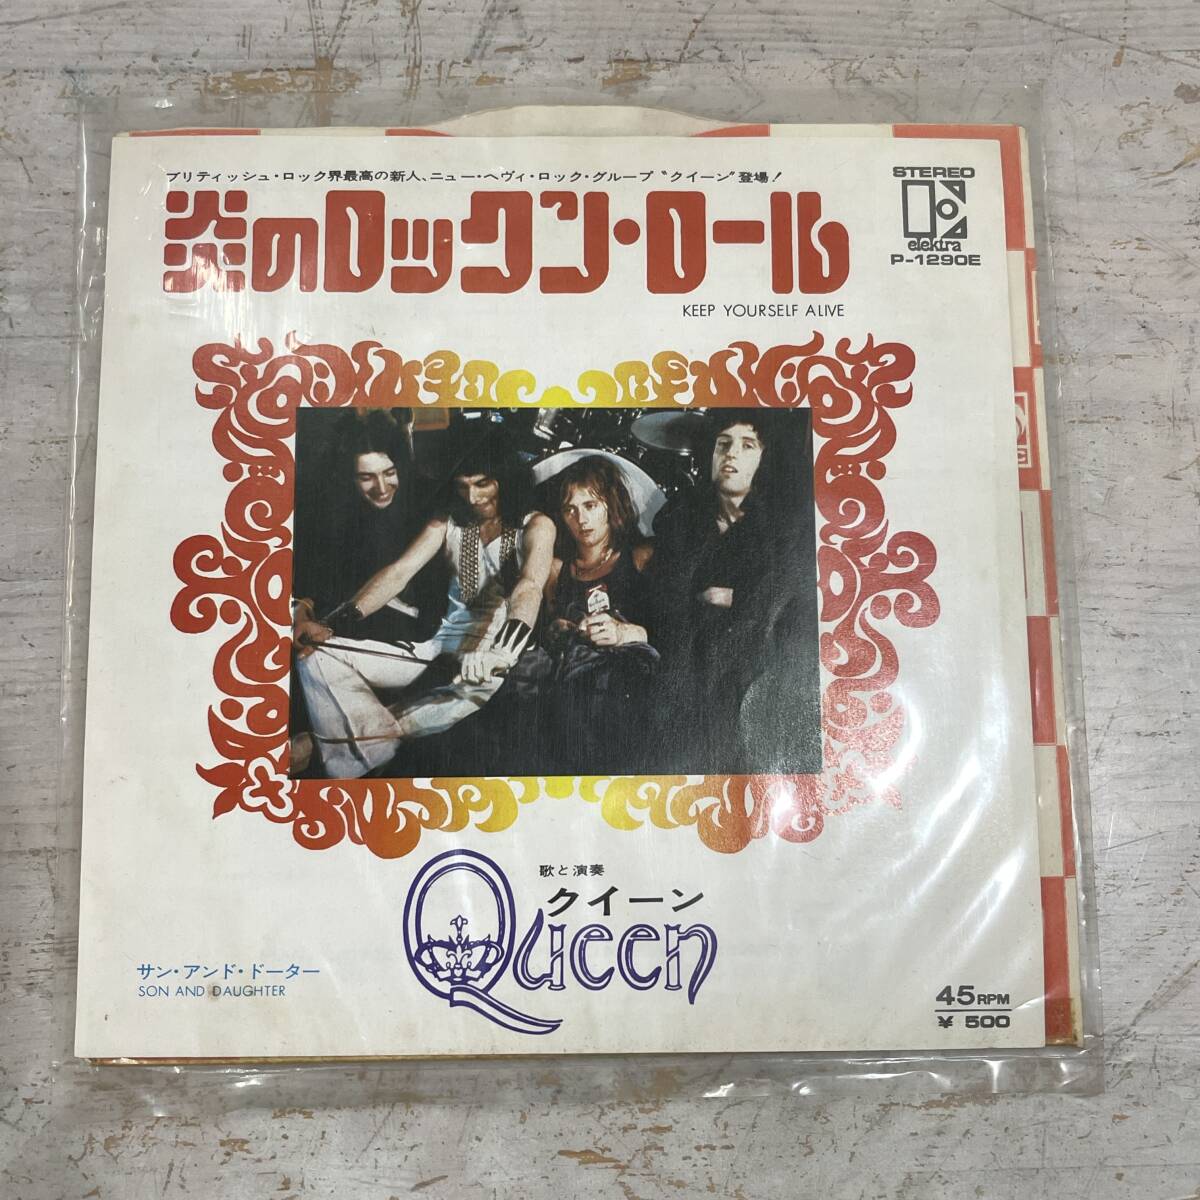 ブリティッシュ・ロック界最高の新人、ニュー・ヘヴィ・ロック・グループ“クイーン”登場!
炎のロックン・ロール
KEEP YOURSELF ALIVE
STEREO
elektra
P-1290E
歌と演奏
クイーン
Queen
サン・アンド・ドーター
SON AND DAUGHTER
45 RPM
¥ 500